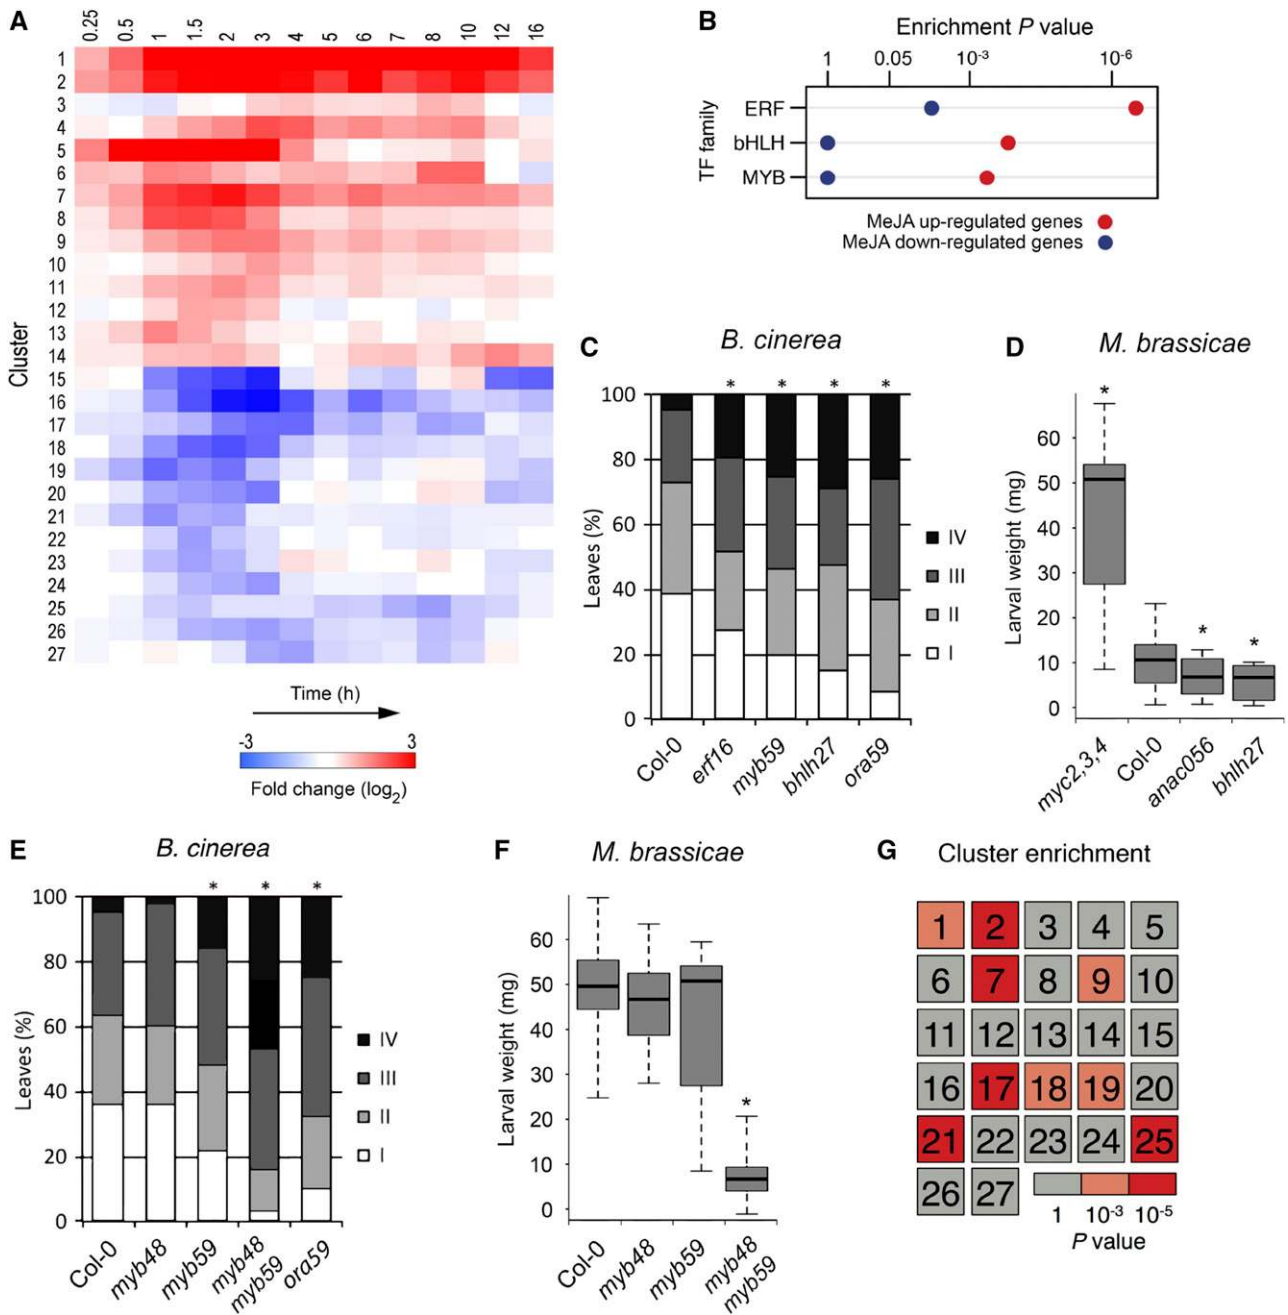 A
0.25 0.5 1 1.5 2 3 4 5 6 7 8 10 12 16
Cluster
1
2
3
4
5
6
7
8
9
10
11
12
13
14
15
16
17
18
19
20
21
22
23
24
25
26
27
Time (h)
-3 3
Fold change (log2)
B
Enrichment P value
1 0.05 10-3 10-6
TF family
ERF
bHLH
MYB
MeJA up-regulated genes
MeJA down-regulated genes
C
B. cinerea
* * * *
Leaves (%)
100
80
60
40
20
0
IV
III
II
I
Col-0 erf16 myb59 bhlh27 ora59
D
M. brassicae
*
* *
Larval weight (mg)
60
50
40
30
20
10
0
myc2,3,4 Col-0 anac056 bhlh27
E
B. cinerea
* * *
Leaves (%)
100
80
60
40
20
0
IV
III
II
I
Col-0 myb48 myb59 myb48 myb59 ora59
F
M. brassicae
*
Larval weight (mg)
60
50
40
30
20
10
0
Col-0 myb48 myb59 myb48 myb59
G
Cluster enrichment
1 2 3 4 5
6 7 8 9 10
11 12 13 14 15
16 17 18 19 20
21 22 23 24 25
26 27
1 10-3 10-5
P value